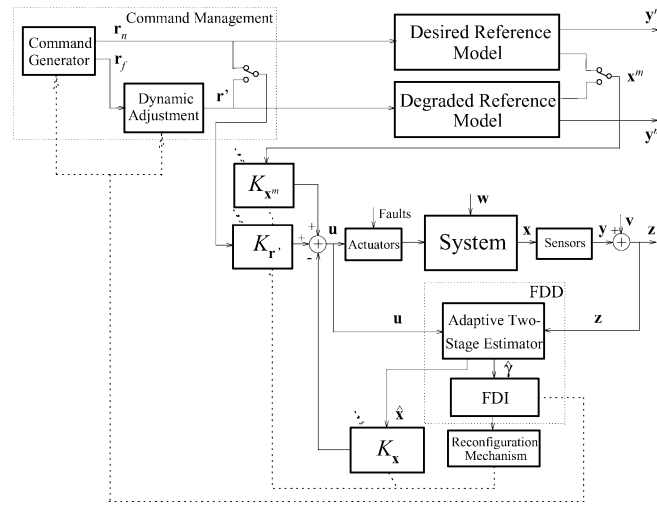 Command Management
Command
Generator
r_n
r_f
Dynamic
Adjustment
r'
Desired Reference
Model
Degraded Reference
Model
y^r
x^m
y^r
K_x^m
K_r'
+
+
-
u
Faults
Actuators
w
System
x
Sensors
y
+
v
z
FDD
u
Adaptive Two-
Stage Estimator
z
γ̂
FDI
x̂
K_x
Reconfiguration
Mechanism